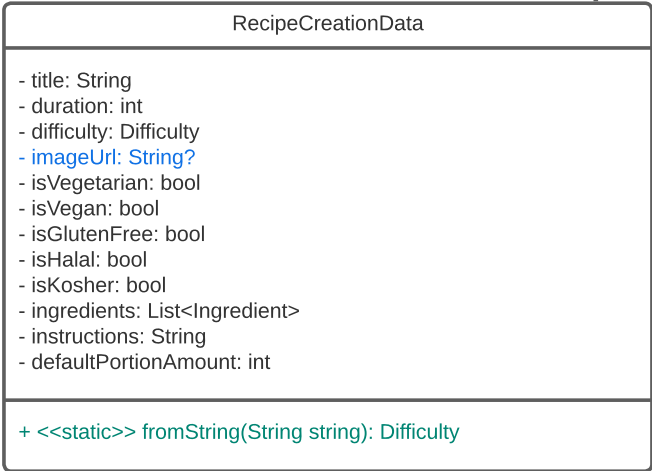 RecipeCreationData
- title: String
- duration: int
- difficulty: Difficulty
- imageUrl: String?
- isVegetarian: bool
- isVegan: bool
- isGlutenFree: bool
- isHalal: bool
- isKosher: bool
- ingredients: List<Ingredient>
- instructions: String
- defaultPortionAmount: int
+ <<static>> fromString(String string): Difficulty